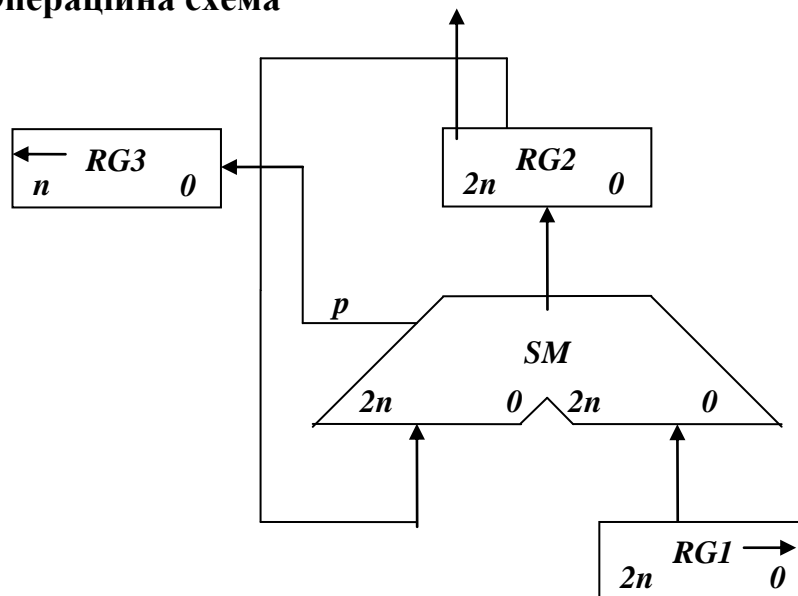 Операційна схема
RG3
n 0
RG2
2n 0
p
SM
2n 0 2n 0
RG1
2n 0